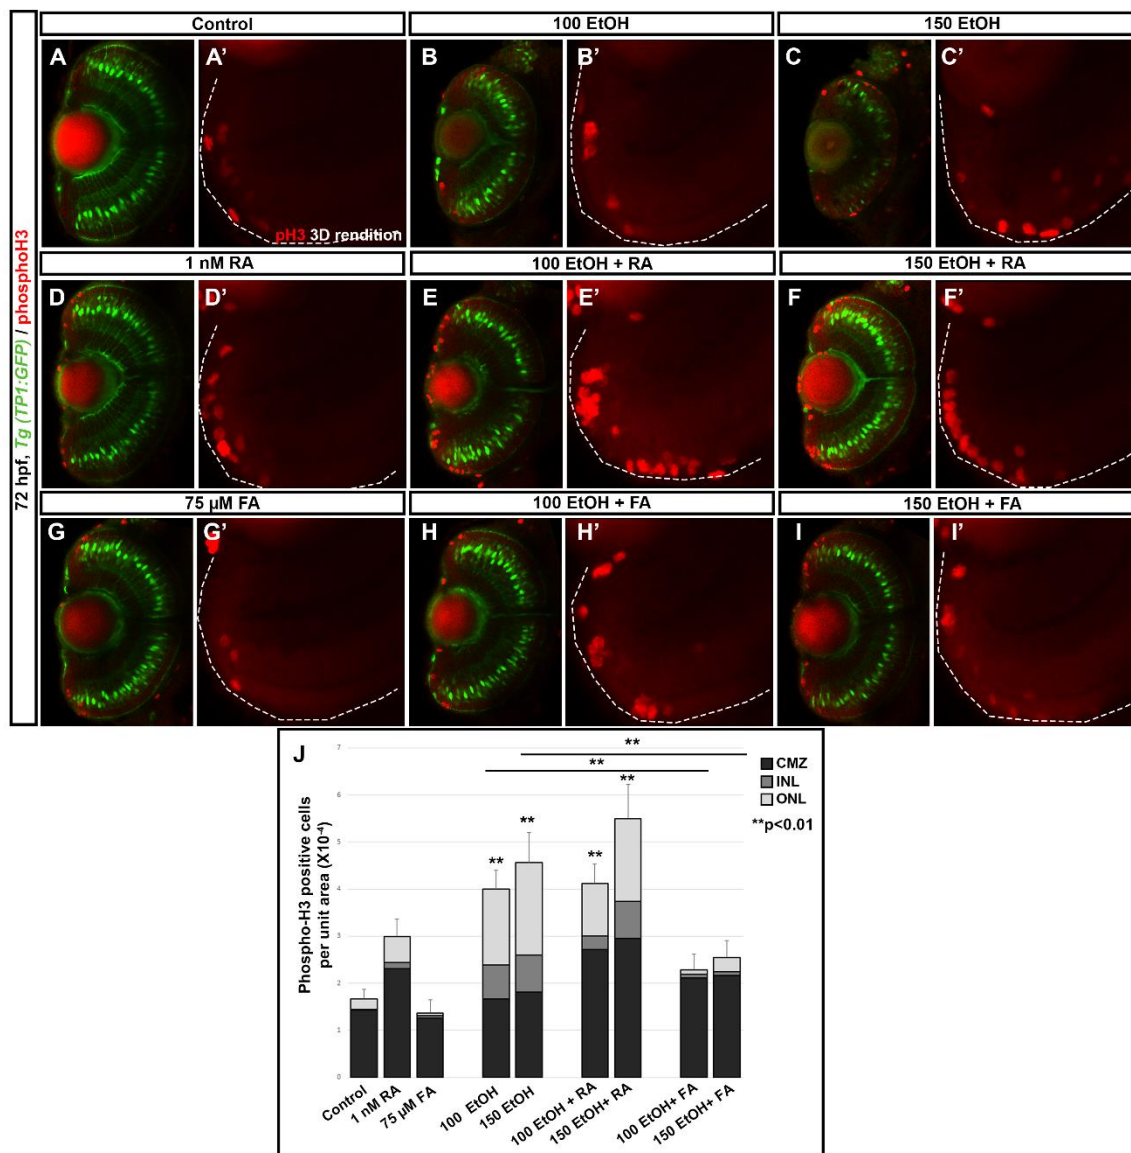 Control
100 EtOH
150 EtOH
72 hpf, Tg (TP1:GFP) / phosphoH3
A
A'
pH3 3D rendition
B
B'
C
C'
1 nM RA
100 EtOH + RA
150 EtOH + RA
D
D'
E
E'
F
F'
75 µM FA
100 EtOH + FA
150 EtOH + FA
G
G'
H
H'
I
I'
J
Phospho-H3 positive cells
per unit area (X10-4)
7
6
5
4
3
2
1
0
**
**
**
**
**
**
CMZ
INL
ONL
**p<0.01
Control
1 nM RA
75 µM FA
100 EtOH
150 EtOH
100 EtOH + RA
150 EtOH+ RA
100 EtOH+ FA
150 EtOH+ FA